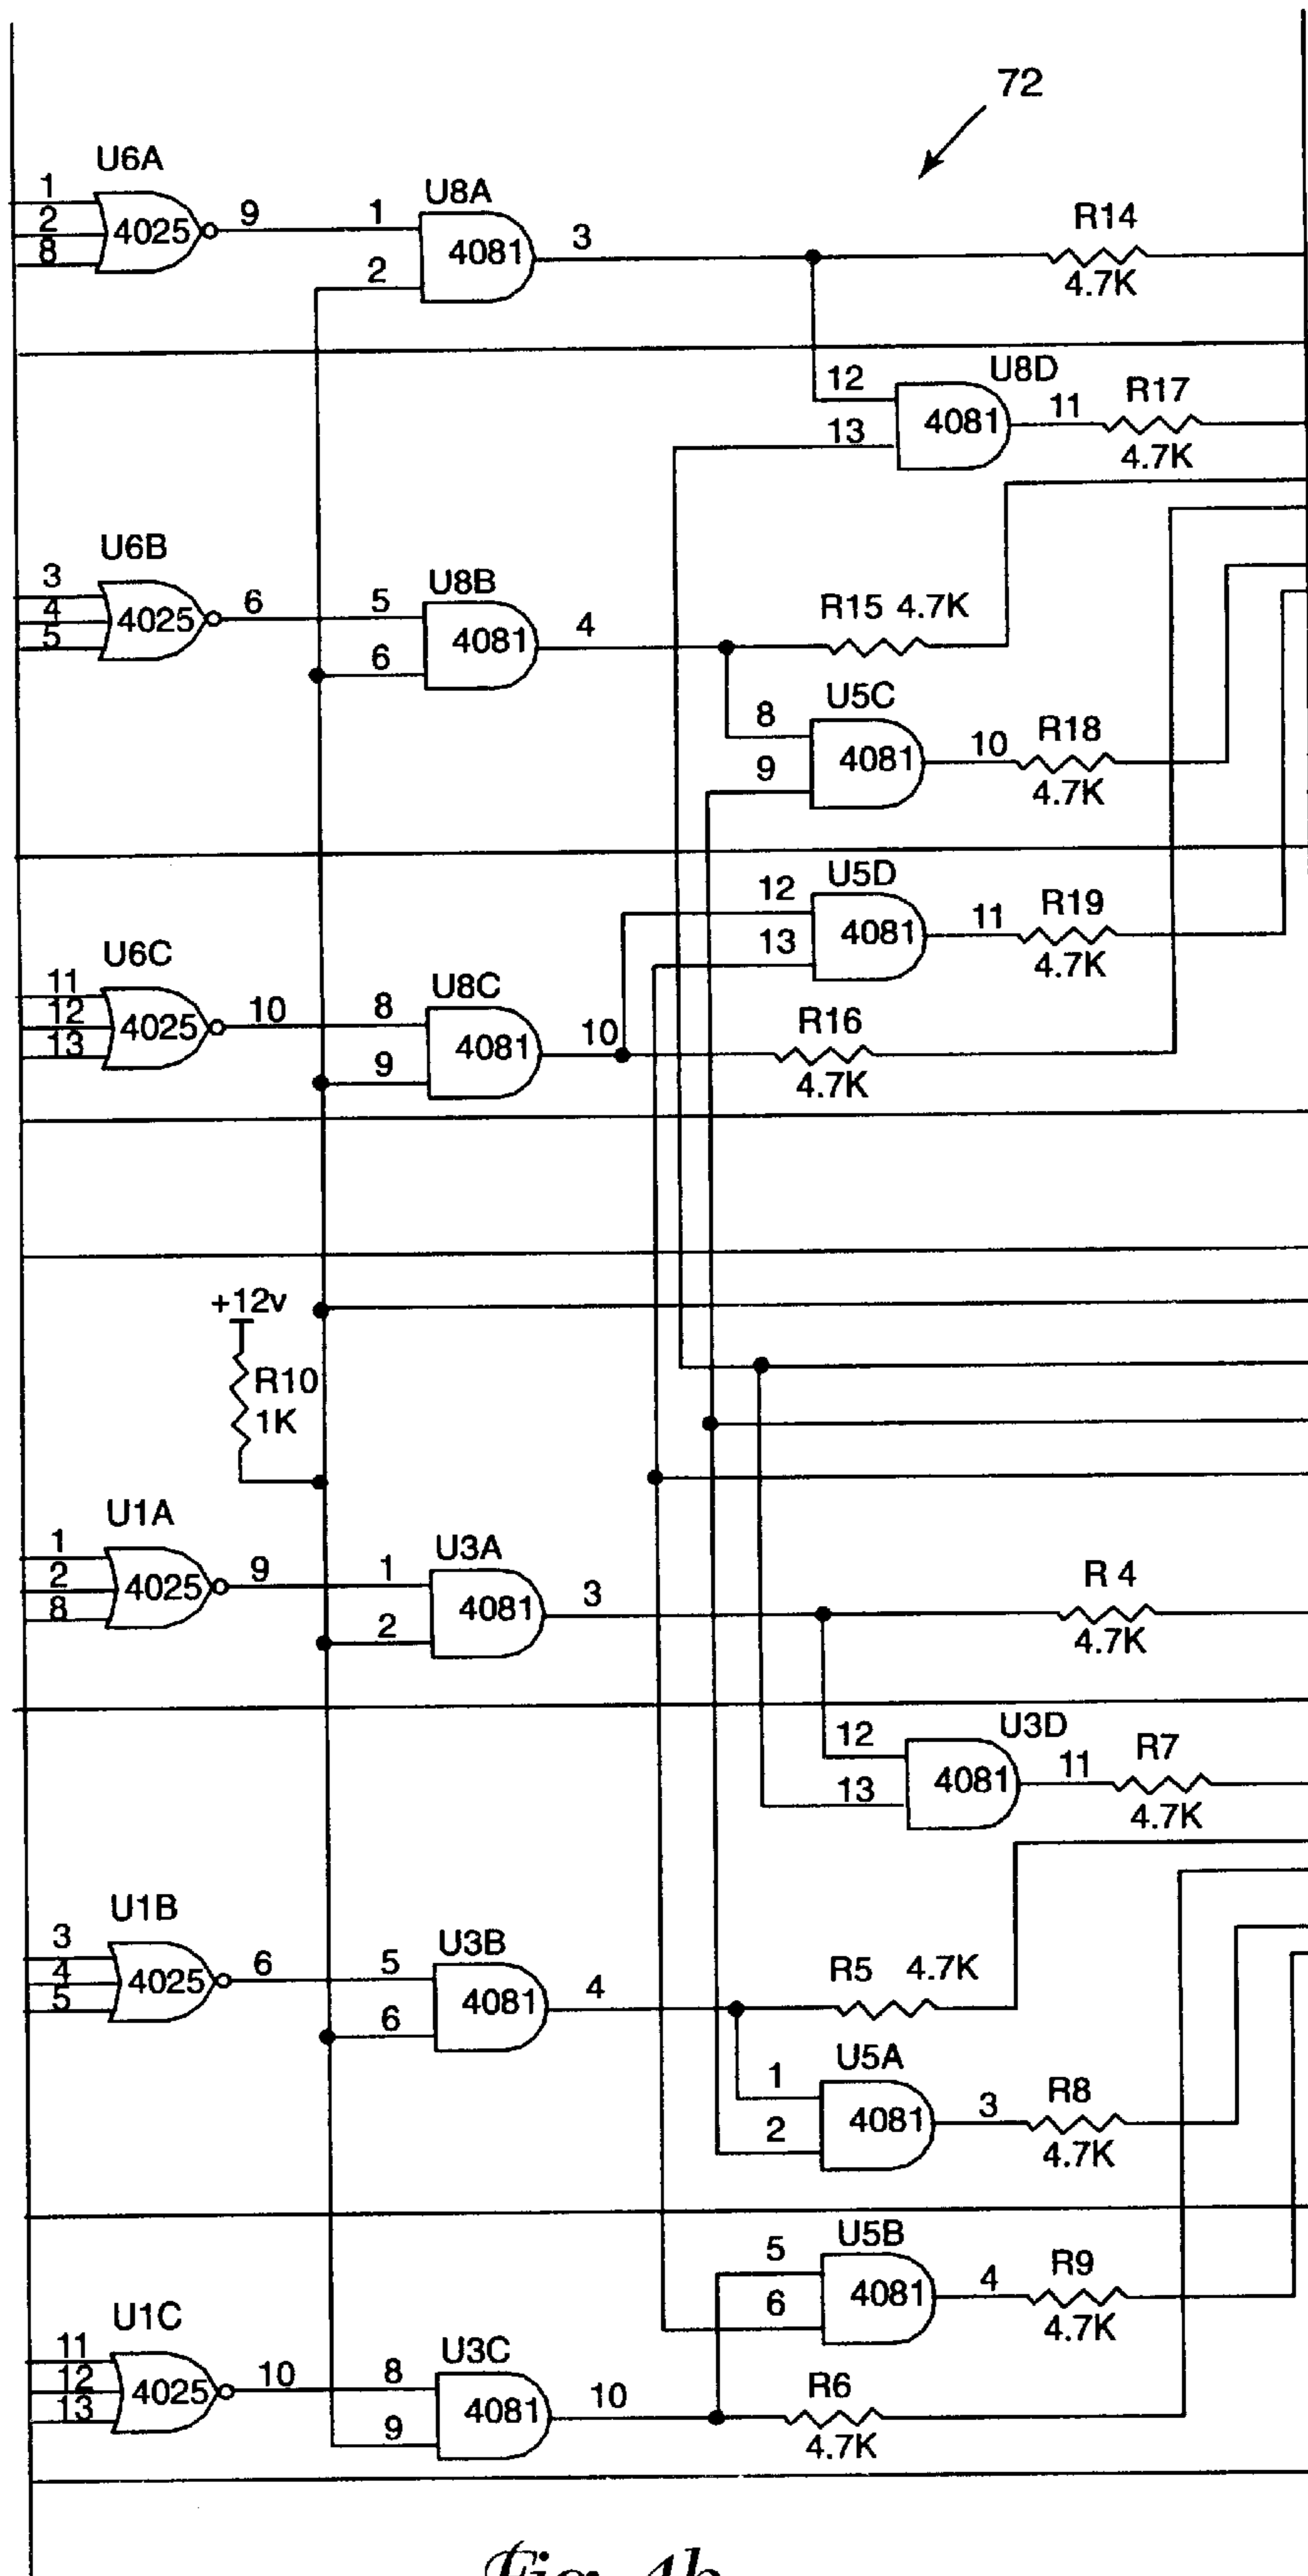 72
U6A
1
2
8
4025
9
1
2
U8A
4081
3
R14
4.7K
12
13
U8D
4081
11
R17
4.7K
U6B
3
4
5
4025
6
5
6
U8B
4081
4
R15 4.7K
8
9
U5C
4081
10
R18
4.7K
12
13
U5D
4081
11
R19
4.7K
U6C
11
12
13
4025
10
8
9
U8C
4081
10
R16
4.7K
+12v
R10
1K
U1A
1
2
8
4025
9
1
2
U3A
4081
3
R 4
4.7K
12
13
U3D
4081
11
R7
4.7K
U1B
3
4
5
4025
6
5
6
U3B
4081
4
R5 4.7K
1
2
U5A
4081
3
R8
4.7K
5
6
U5B
4081
4
R9
4.7K
U1C
11
12
13
4025
10
8
9
U3C
4081
10
R6
4.7K
Fig. 4b